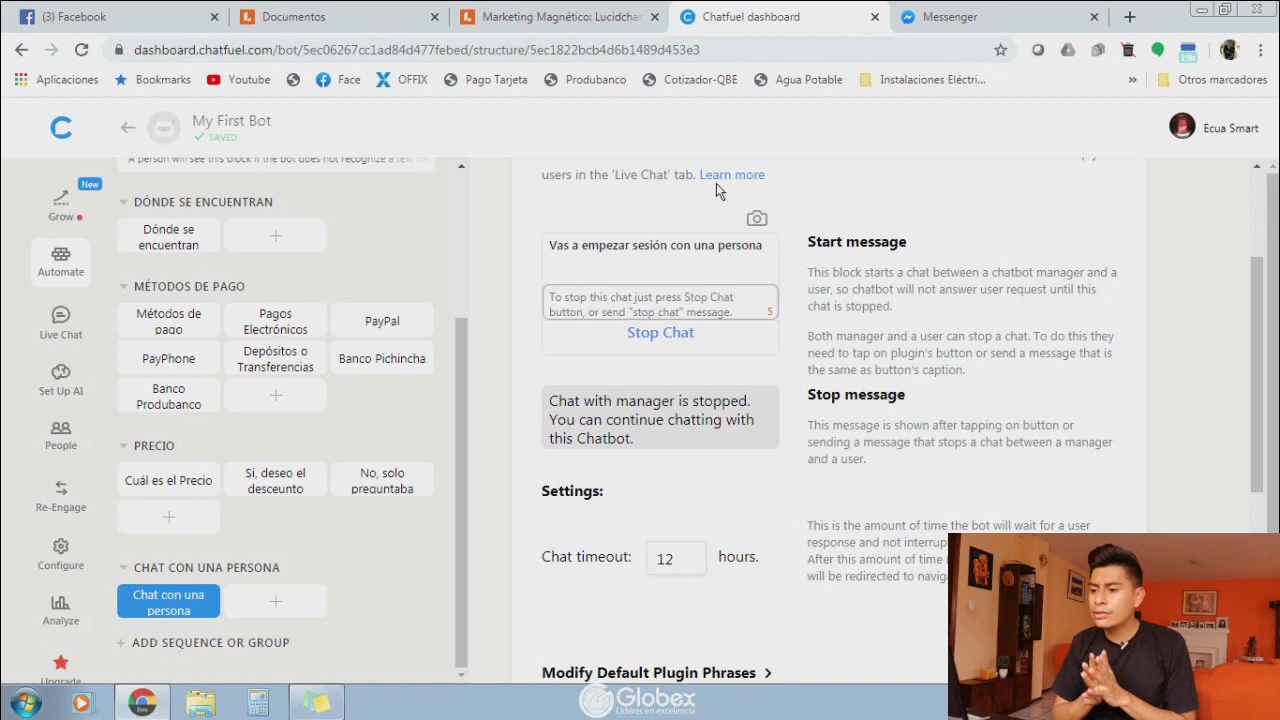 (3) Facebook
Documentos
Marketing Magnético: Lucidchar
Chatfuel dashboard
Messenger
dashboard.chatfuel.com/bot/5ec06267cc1ad84d477febed/structure/5ec1822bcb4d6b1489d453e3
Aplicaciones
Bookmarks
Youtube
Face
OFFIX
Pago Tarjeta
Produbanco
Cotizador-QBE
Agua Potable
Instalaciones Eléctri...
Otros marcadores
My First Bot
SAVED
Ecua Smart
New
Grow
Automate
Live Chat
Set Up AI
People
Re-Engage
Configure
Analyze
Upgrade
A person will see this block if the bot does not recognize a text
DÓNDE SE ENCUENTRAN
Dónde se
encuentran
MÉTODOS DE PAGO
Métodos de
pago
Pagos
Electrónicos
PayPal
PayPhone
Depósitos o
Transferencias
Banco Pichincha
Banco
Produbanco
PRECIO
Cuál es el Precio
Si, deseo el
desceunto
No, solo
preguntaba
CHAT CON UNA PERSONA
Chat con una
persona
+ ADD SEQUENCE OR GROUP
users in the 'Live Chat' tab. Learn more
Vas a empezar sesión con una persona
To stop this chat just press Stop Chat
button, or send "stop chat" message.
5
Stop Chat
Chat with manager is stopped.
You can continue chatting with
this Chatbot.
Settings:
Chat timeout: 12 hours.
Modify Default Plugin Phrases
Start message
This block starts a chat between a chatbot manager and a
user, so chatbot will not answer user request until this
chat is stopped.
Both manager and a user can stop a chat. To do this they
need to tap on plugin's button or send a message that is
the same as button's caption.
Stop message
This message is shown after tapping on button or
sending a message that stops a chat between a manager
and a user.
This is the amount of time the bot will wait for a user
response and not interrup
After this amount of time
will be redirected to navig
Globex
Líderes en excelencia